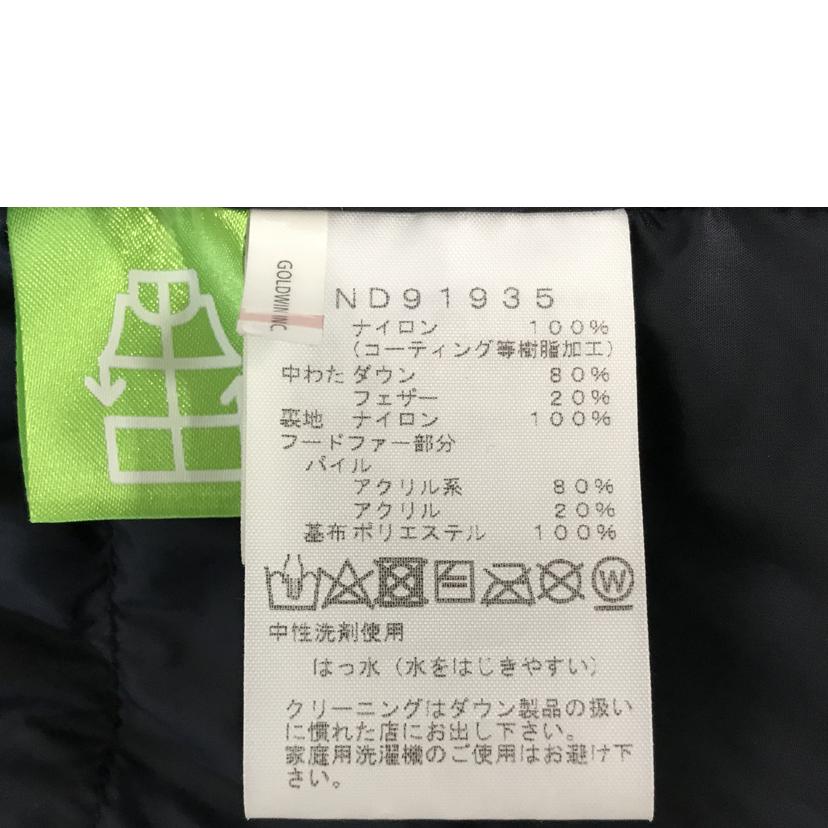 GOLDWIN INC
ND91935
ナイロン 100%
(コーティング等樹脂加工)
中わた ダウン 80%
フェザー 20%
裏地 ナイロン 100%
フードファー部分
パイル
アクリル系 80%
アクリル 20%
基布 ポリエステル 100%
W
中性洗剤使用
はっ水(水をはじきやすい)
クリーニングはダウン製品の扱い
に慣れた店にお出し下さい。
家庭用洗濯機のご使用はお避け下
さい。